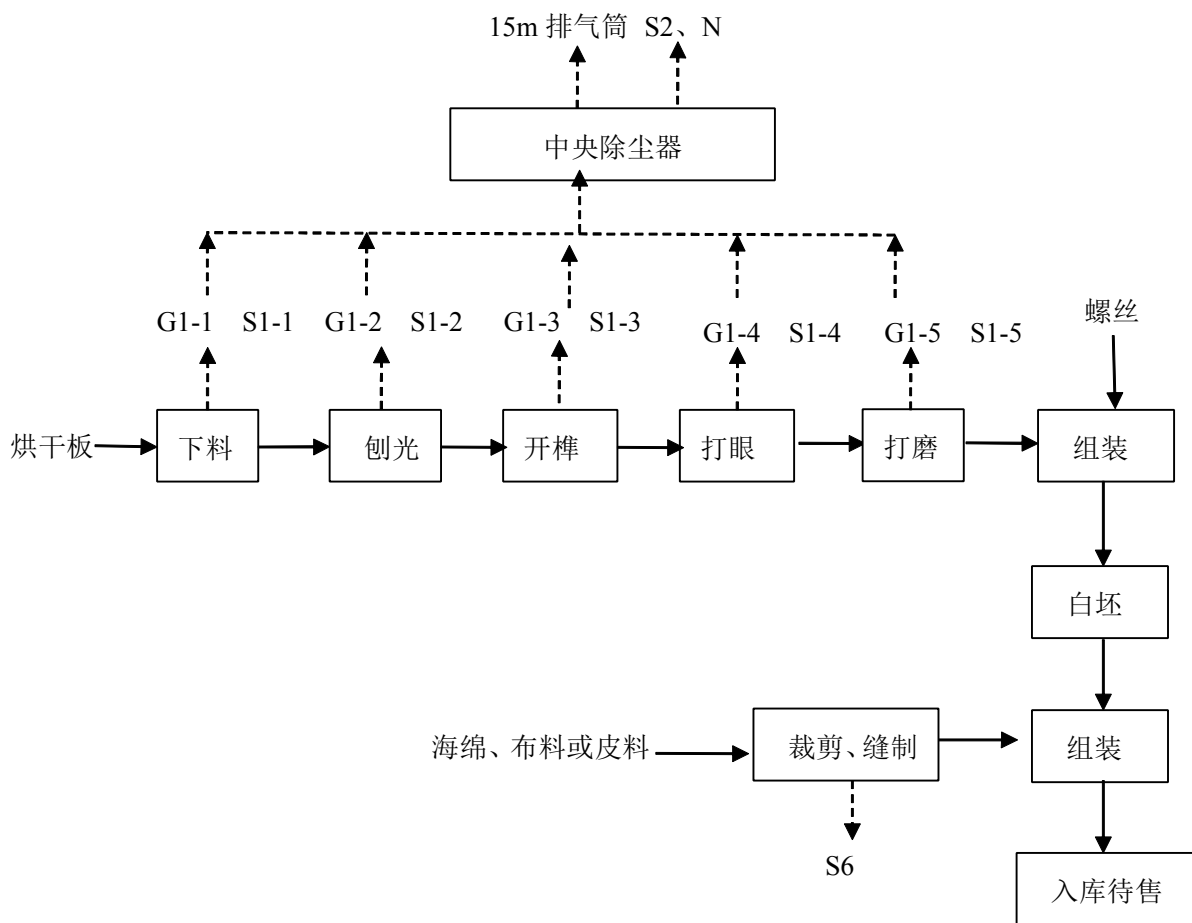 15m 排气筒 S2、N
中央除尘器
G1-1 S1-1 G1-2 S1-2 G1-3 S1-3 G1-4 S1-4 G1-5 S1-5
螺丝
烘干板 下料 刨光 开榫 打眼 打磨 组装
白坯
海绵、布料或皮料 裁剪、缝制 组装
S6
入库待售